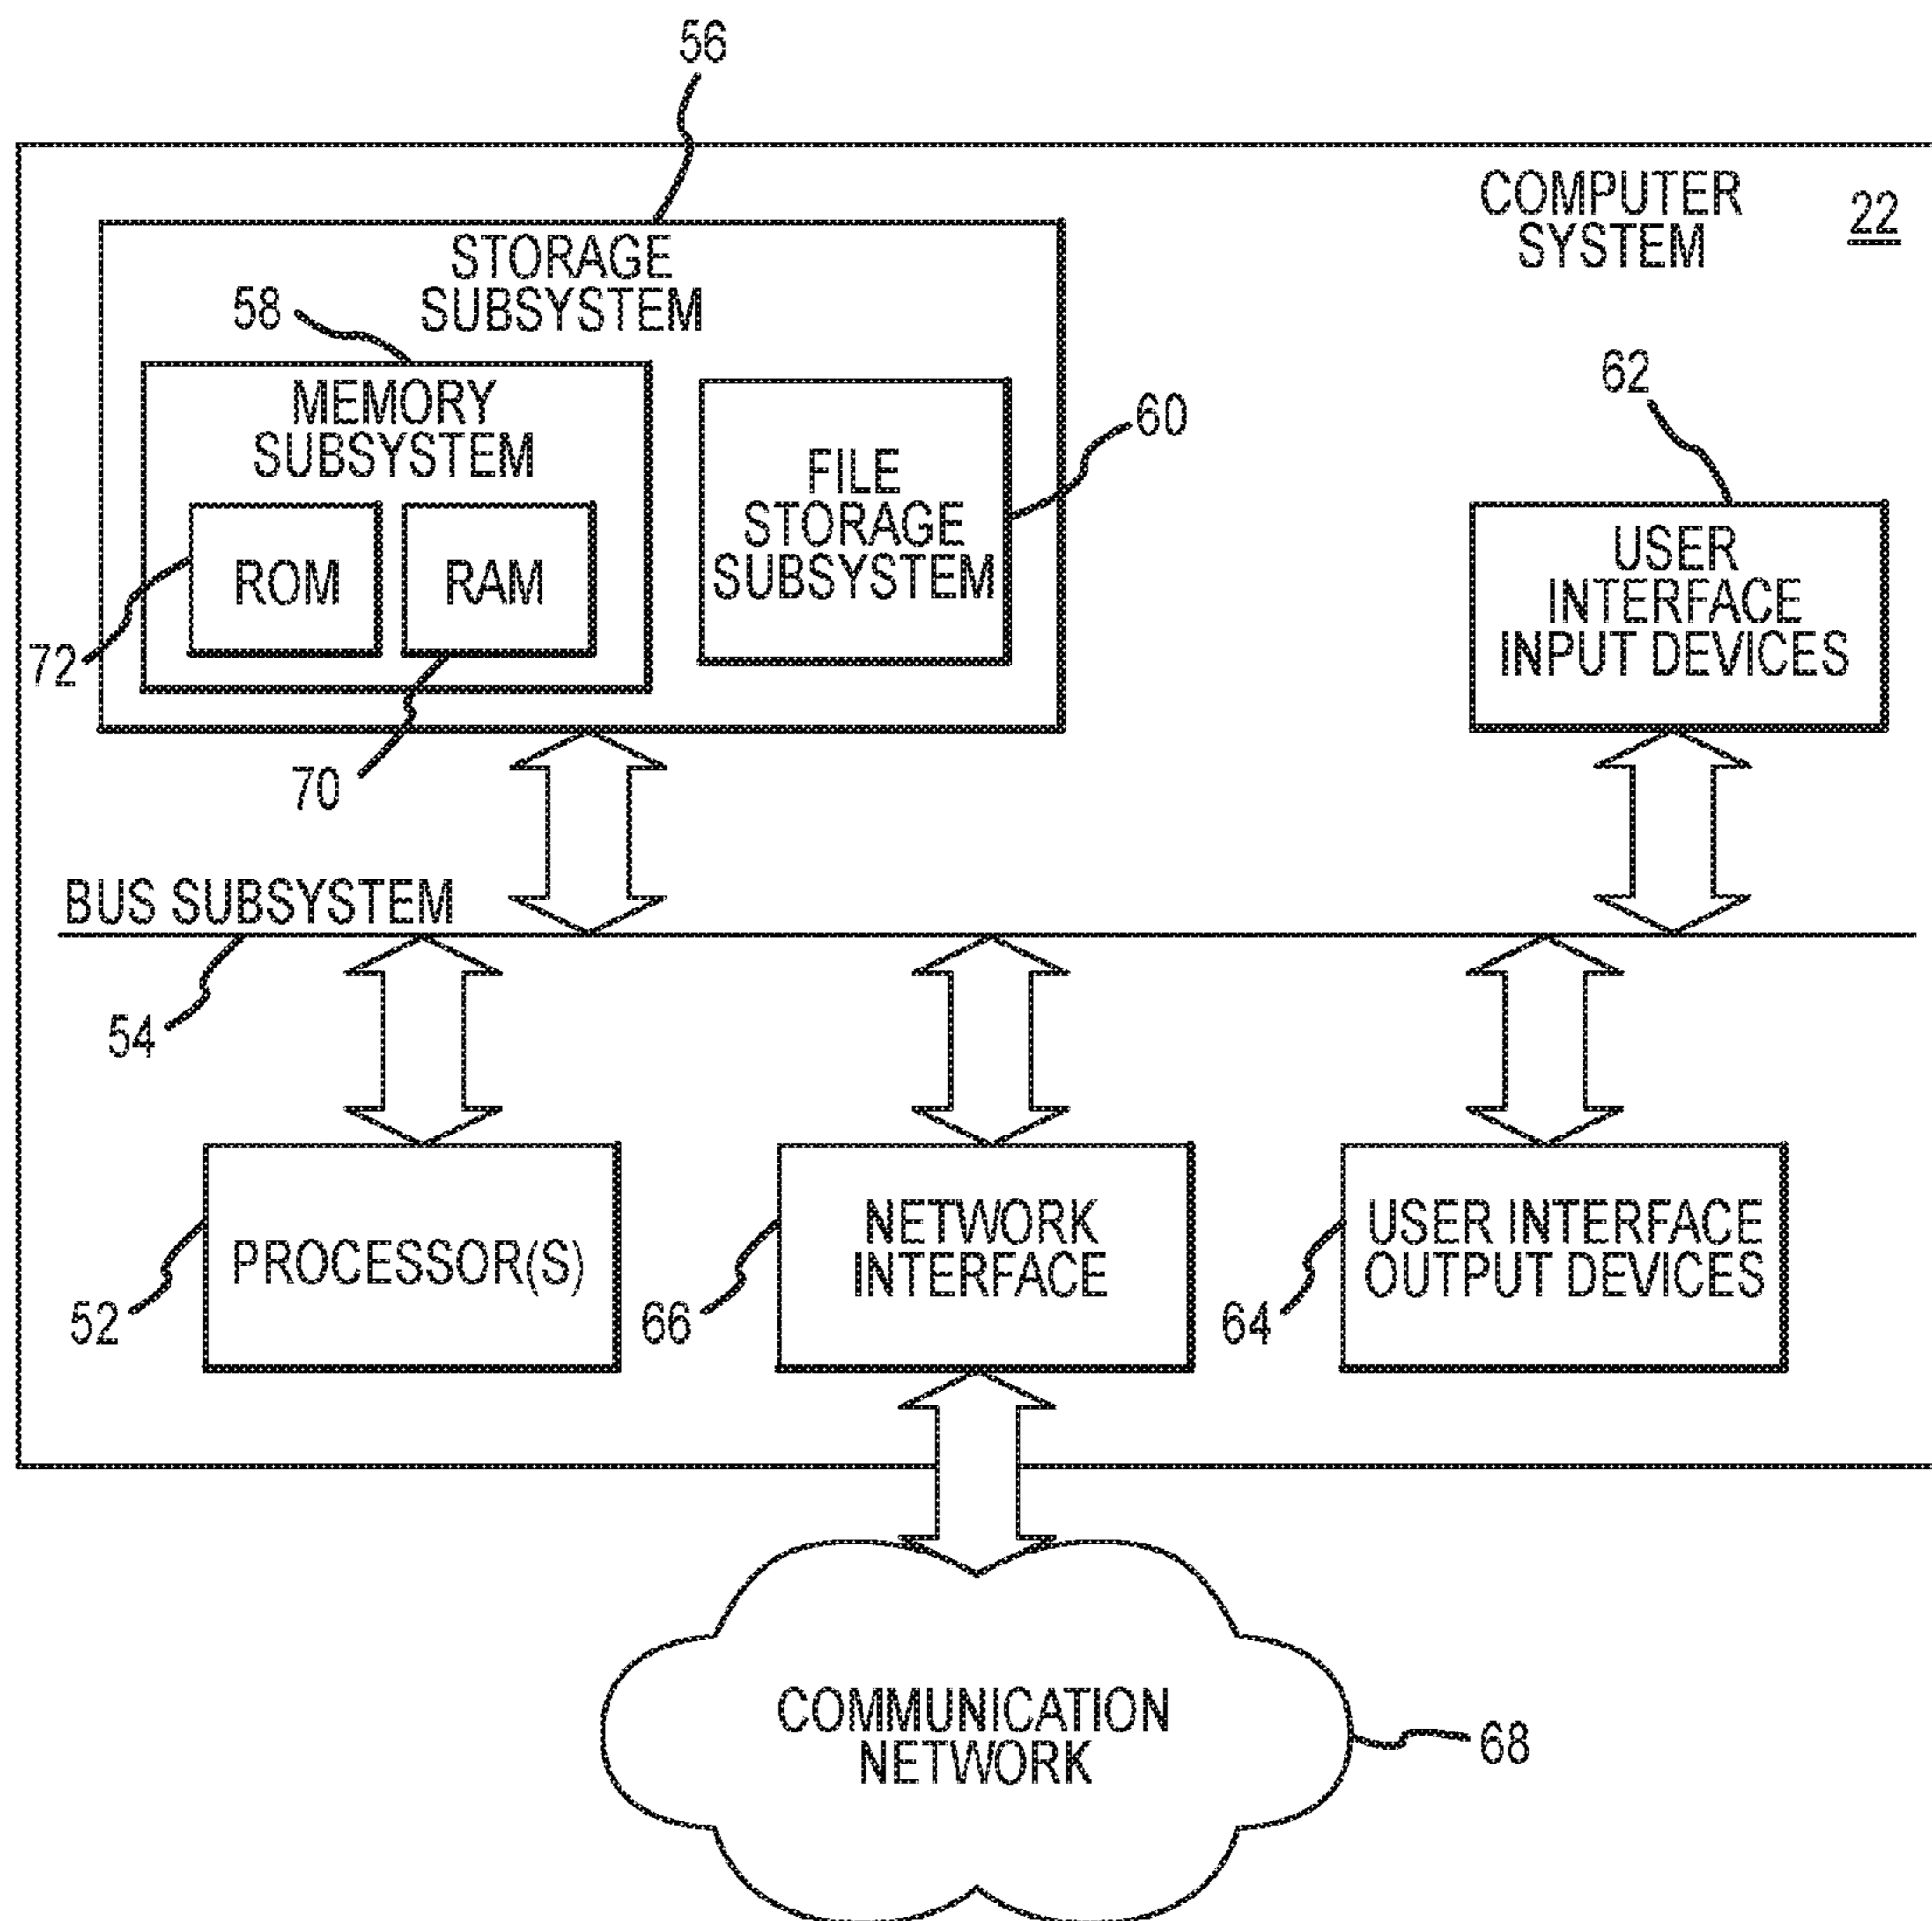 56
COMPUTER
SYSTEM
22
STORAGE
SUBSYSTEM
58
MEMORY
SUBSYSTEM
62
60
FILE
STORAGE
SUBSYSTEM
ROM
RAM
USER
INTERFACE
INPUT DEVICES
72
70
BUS SUBSYSTEM
54
PROCESSOR(S)
52
NETWORK
INTERFACE
66
USER INTERFACE
OUTPUT DEVICES
64
COMMUNICATION
NETWORK
68